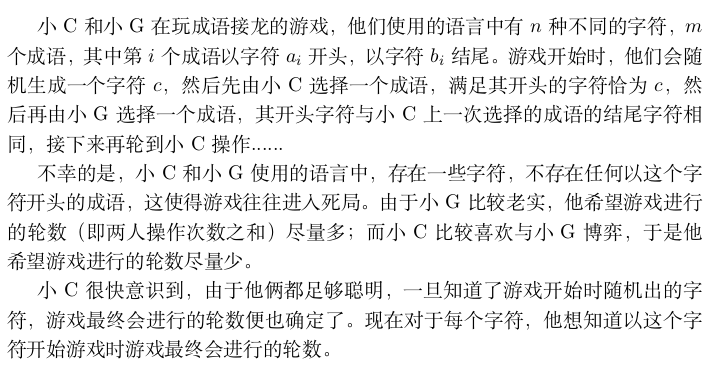 小 C 和小 G 在玩成语接龙的游戏，他们使用的语言中有 n 种不同的字符，m
个成语，其中第 i 个成语以字符 a_i 开头，以字符 b_i 结尾。游戏开始时，他们会随
机生成一个字符 c，然后先由小 C 选择一个成语，满足其开头的字符恰为 c，然
后再由小 G 选择一个成语，其开头字符与小 C 上一次选择的成语的结尾字符相
同，接下来再轮到小 C 操作......
不幸的是，小 C 和小 G 使用的语言中，存在一些字符，不存在任何以这个字
符开头的成语，这使得游戏往往进入死局。由于小 G 比较老实，他希望游戏进行
的轮数（即两人操作次数之和）尽量多；而小 C 比较喜欢与小 G 博弈，于是他
希望游戏进行的轮数尽量少。
小 C 很快意识到，由于他俩都足够聪明，一旦知道了游戏开始时随机出的字
符，游戏最终会进行的轮数便也确定了。现在对于每个字符，他想知道以这个字
符开始游戏时游戏最终会进行的轮数。